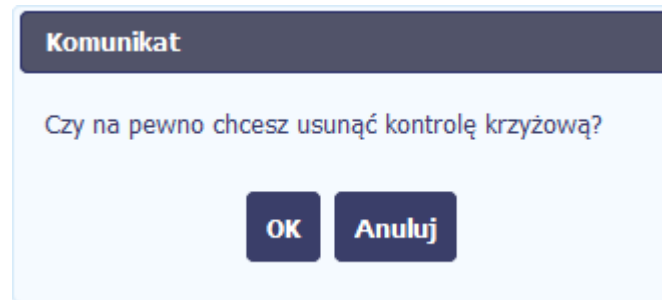 Komunikat
Czy na pewno chcesz usunąć kontrolę krzyżową?
OK Anuluj